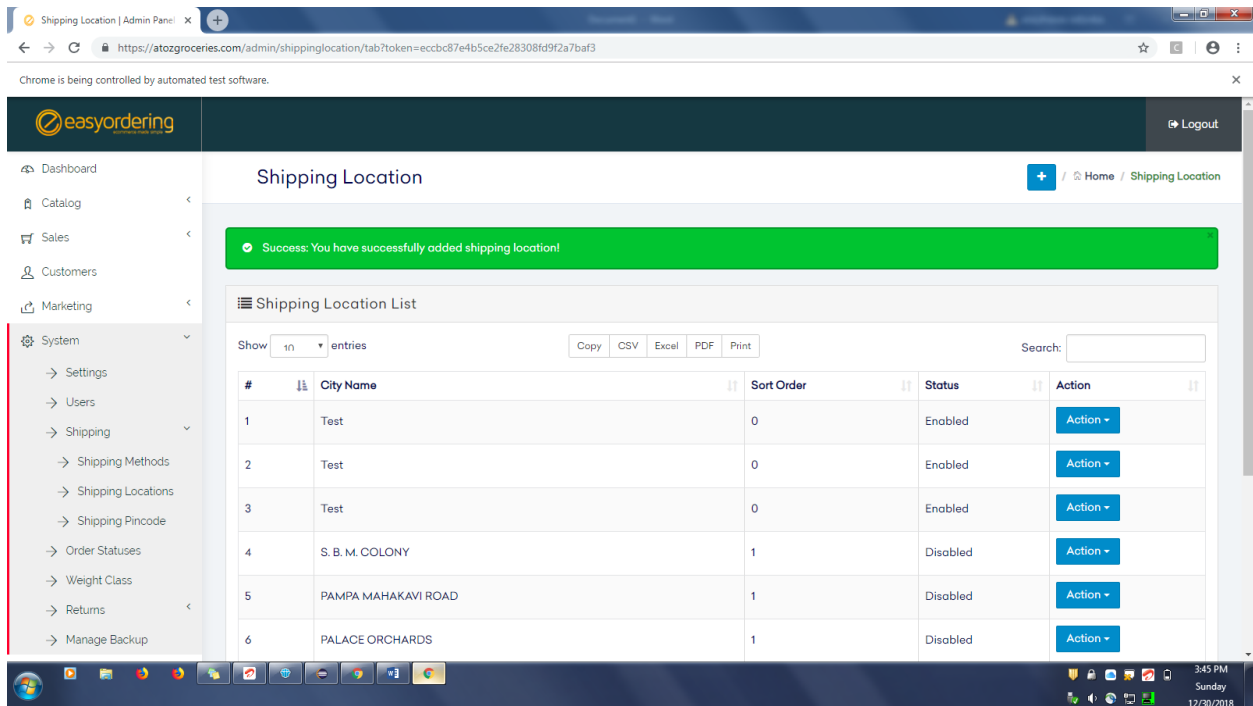 Shipping Location | Admin Panel
https://atozgroceries.com/admin/shippinglocation/tab?token=eccbc87e4b5ce2fe28308fd9f2a7baf3
Chrome is being controlled by automated test software.
easyordering
Logout
Dashboard
Catalog
Sales
Customers
Marketing
System
Settings
Users
Shipping
Shipping Methods
Shipping Locations
Shipping Pincode
Order Statuses
Weight Class
Returns
Manage Backup
Shipping Location
+ / Home / Shipping Location
Success: You have successfully added shipping location!
Shipping Location List
Show 10 entries Copy CSV Excel PDF Print Search:
# City Name Sort Order Status Action
1 Test 0 Enabled Action
2 Test 0 Enabled Action
3 Test 0 Enabled Action
4 S. B. M. COLONY 1 Disabled Action
5 PAMPA MAHAKAVI ROAD 1 Disabled Action
6 PALACE ORCHARDS 1 Disabled Action
3:45 PM
Sunday
12/30/2018